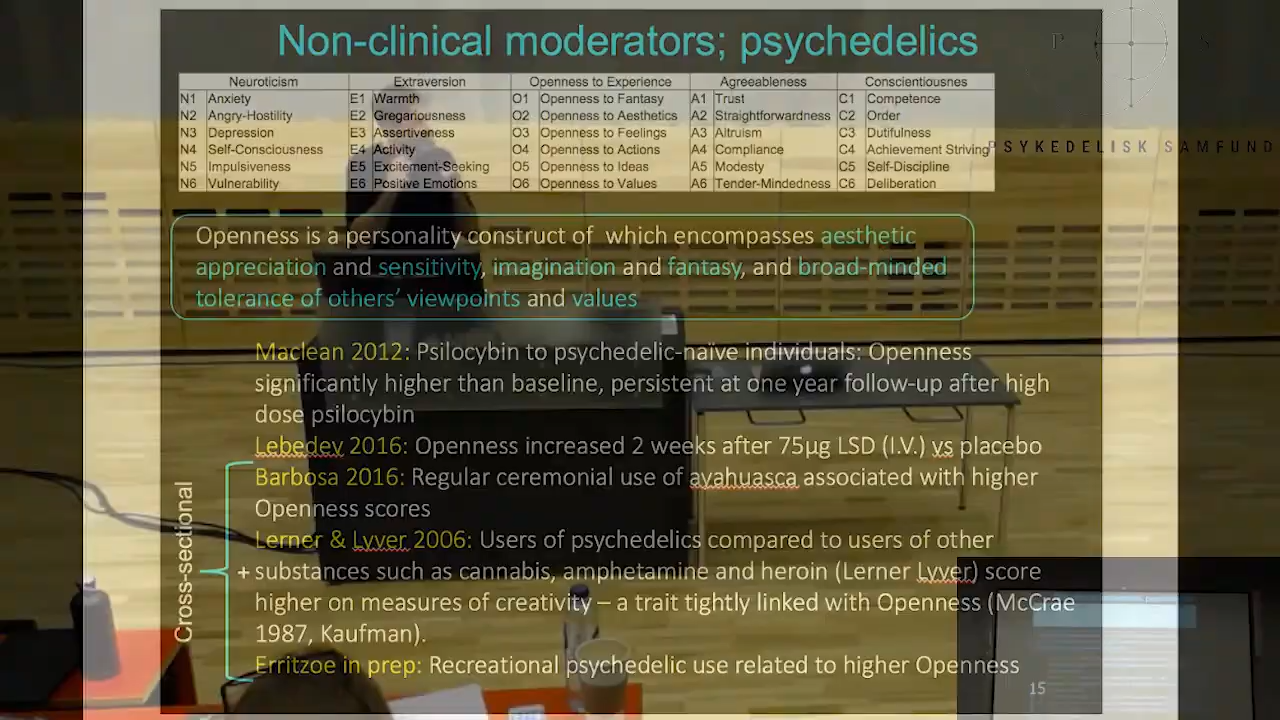 Non-clinical moderators; psychedelics
P S
Neuroticism Extraversion Openness to Experience Agreeableness Conscientiousnes
N1 Anxiety E1 Warmth O1 Openness to Fantasy A1 Trust C1 Competence
N2 Angry-Hostility E2 Gregariousness O2 Openness to Aesthetics A2 Straightforwardness C2 Order
N3 Depression E3 Assertiveness O3 Openness to Feelings A3 Altruism C3 Dutifulness
N4 Self-Consciousness E4 Activity O4 Openness to Actions A4 Compliance C4 Achievement Striving
N5 Impulsiveness E5 Excitement-Seeking O5 Openness to Ideas A5 Modesty C5 Self-Discipline
N6 Vulnerability E6 Positive Emotions O6 Openness to Values A6 Tender-Mindedness C6 Deliberation
PSYKEDELISK SAMFUND
Openness is a personality construct of which encompasses aesthetic
appreciation and sensitivity, imagination and fantasy, and broad-minded
tolerance of others’ viewpoints and values
Maclean 2012: Psilocybin to psychedelic-naïve individuals: Openness
significantly higher than baseline, persistent at one year follow-up after high
dose psilocybin
Lebedev 2016: Openness increased 2 weeks after 75µg LSD (I.V.) vs placebo
Cross-sectional
Barbosa 2016: Regular ceremonial use of ayahuasca associated with higher
Openness scores
Lerner & Lyver 2006: Users of psychedelics compared to users of other
+ substances such as cannabis, amphetamine and heroin (Lerner Lyver) score
higher on measures of creativity – a trait tightly linked with Openness (McCrae
1987, Kaufman).
Erritzoe in prep: Recreational psychedelic use related to higher Openness
15